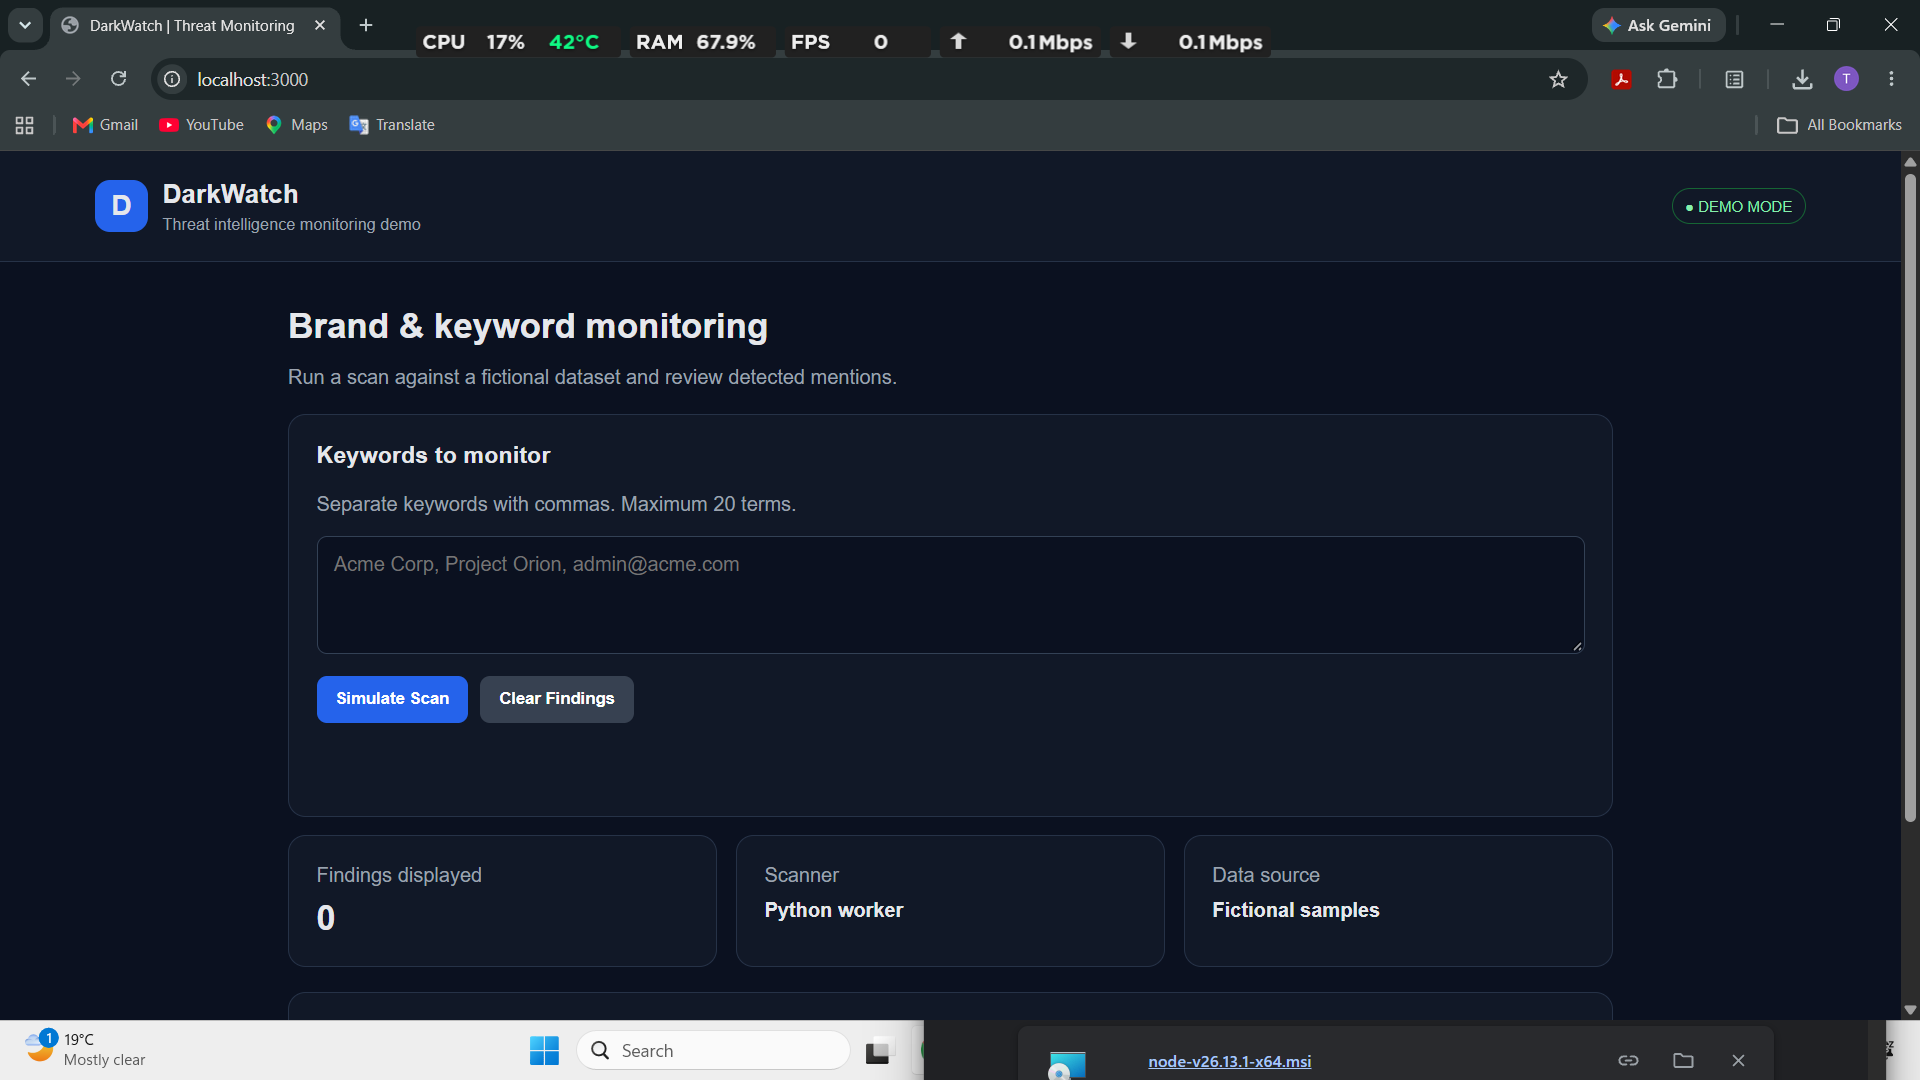 DarkWatch | Threat Monitoring
Ask Gemini
CPU 17% 42°C RAM 67.9% FPS 0 0.1Mbps 0.1Mbps
localhost:3000
T
Gmail YouTube Maps Translate All Bookmarks
D
DarkWatch
Threat intelligence monitoring demo
DEMO MODE
Brand & keyword monitoring
Run a scan against a fictional dataset and review detected mentions.
Keywords to monitor
Separate keywords with commas. Maximum 20 terms.
Acme Corp, Project Orion, admin@acme.com
Simulate Scan Clear Findings
Findings displayed
0
Scanner
Python worker
Data source
Fictional samples
1
19°C
Mostly clear
Search
node-v26.13.1-x64.msi